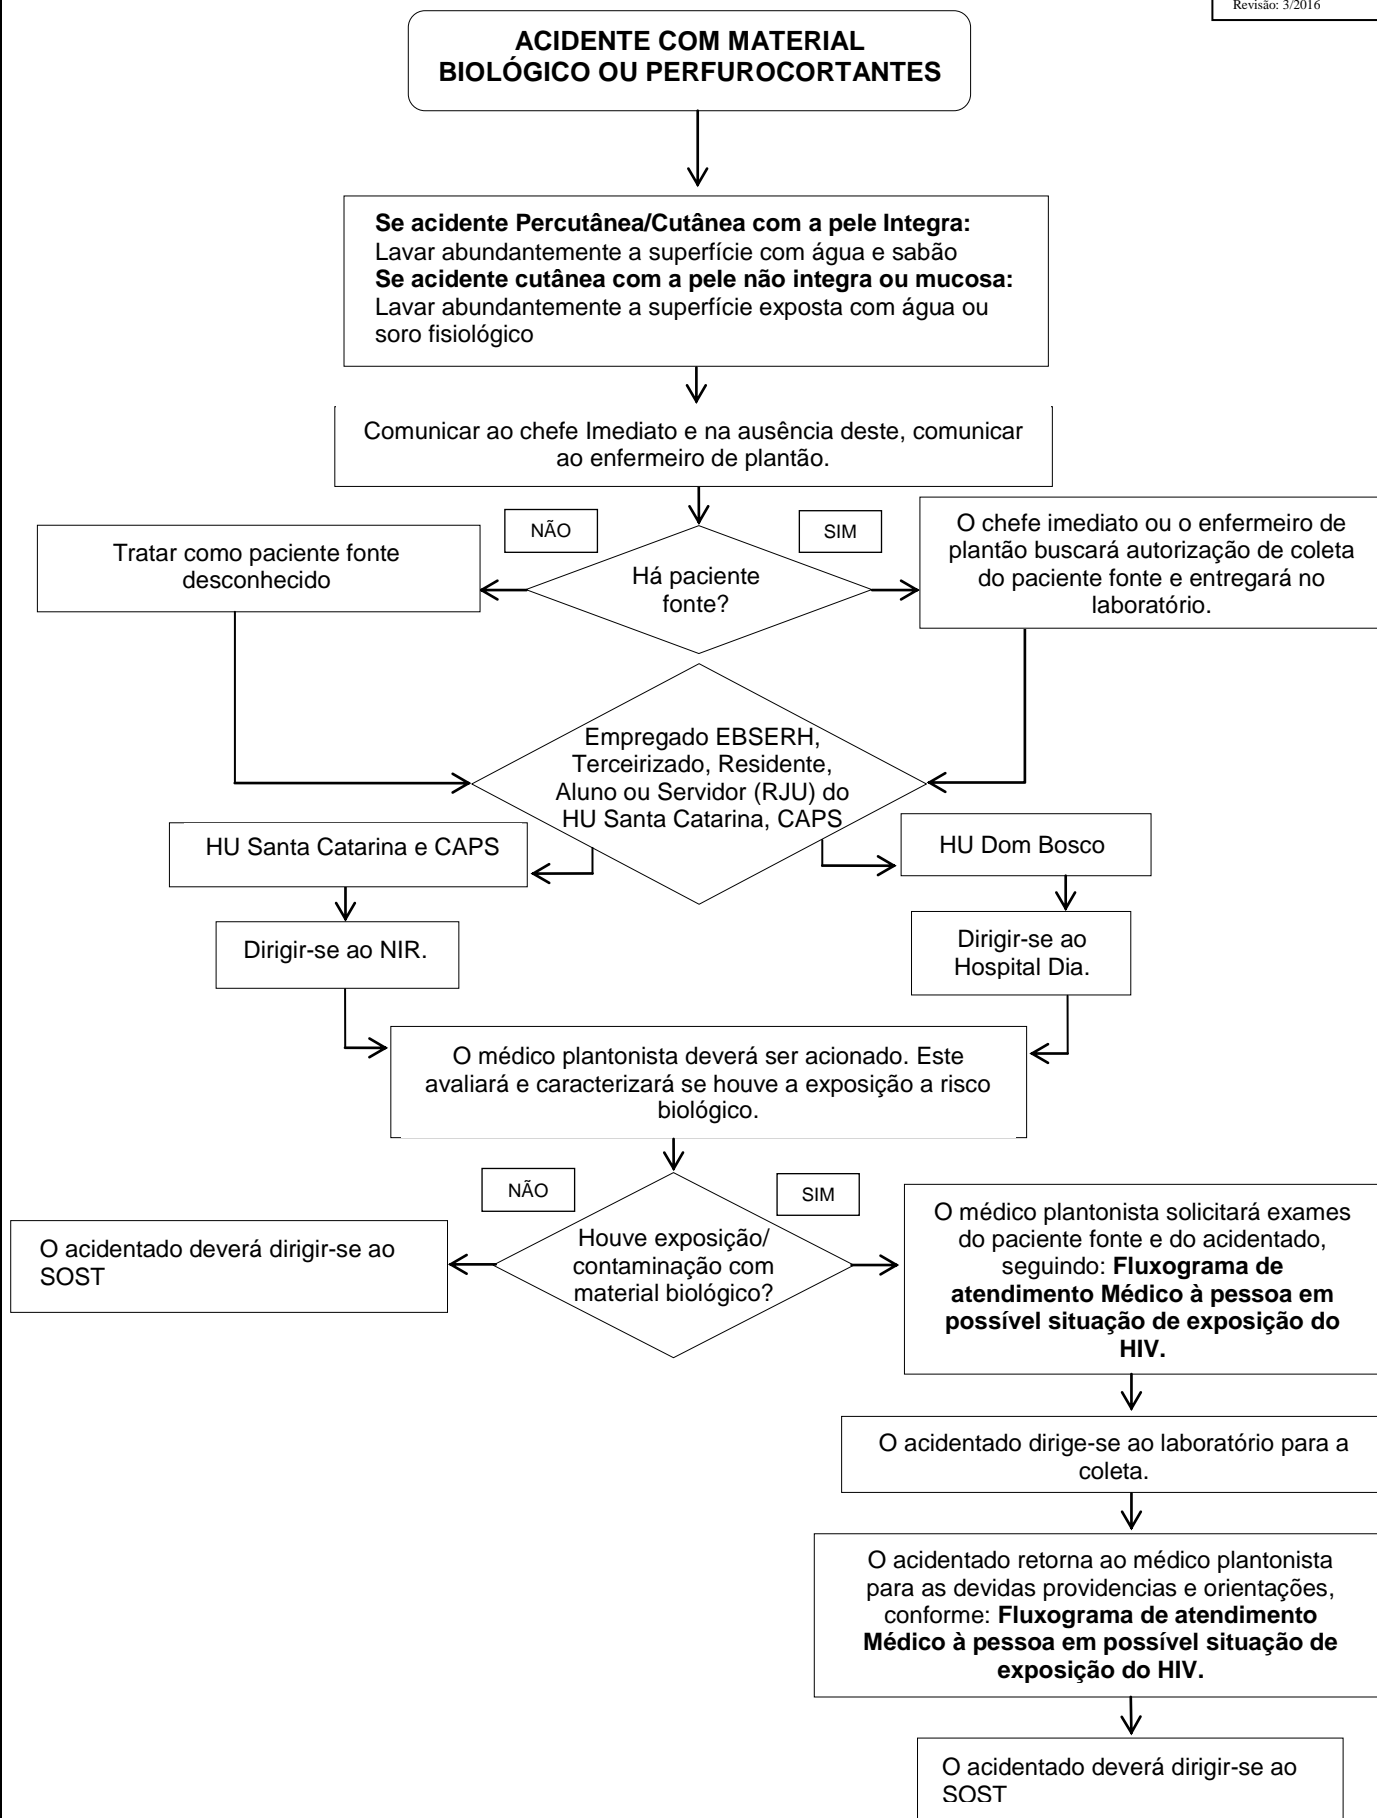 Revisão: 3/2016
ACIDENTE COM MATERIAL
BIOLÓGICO OU PERFUROCORTANTES
Se acidente Percutânea/Cutânea com a pele Integra:
Lavar abundantemente a superfície com água e sabão
Se acidente cutânea com a pele não integra ou mucosa:
Lavar abundantemente a superfície exposta com água ou
soro fisiológico
Comunicar ao chefe Imediato e na ausência deste, comunicar
ao enfermeiro de plantão.
NÃO
SIM
Tratar como paciente fonte
desconhecido
Há paciente
fonte?
O chefe imediato ou o enfermeiro de
plantão buscará autorização de coleta
do paciente fonte e entregará no
laboratório.
Empregado EBSERH,
Terceirizado, Residente,
Aluno ou Servidor (RJU) do
HU Santa Catarina, CAPS
HU Santa Catarina e CAPS
HU Dom Bosco
Dirigir-se ao NIR.
Dirigir-se ao
Hospital Dia.
O médico plantonista deverá ser acionado. Este
avaliará e caracterizará se houve a exposição a risco
biológico.
NÃO
SIM
O acidentado deverá dirigir-se ao
SOST
Houve exposição/
contaminação com
material biológico?
O médico plantonista solicitará exames
do paciente fonte e do acidentado,
seguindo: Fluxograma de
atendimento Médico à pessoa em
possível situação de exposição do
HIV.
O acidentado dirige-se ao laboratório para a
coleta.
O acidentado retorna ao médico plantonista
para as devidas providencias e orientações,
conforme: Fluxograma de atendimento
Médico à pessoa em possível situação de
exposição do HIV.
O acidentado deverá dirigir-se ao
SOST